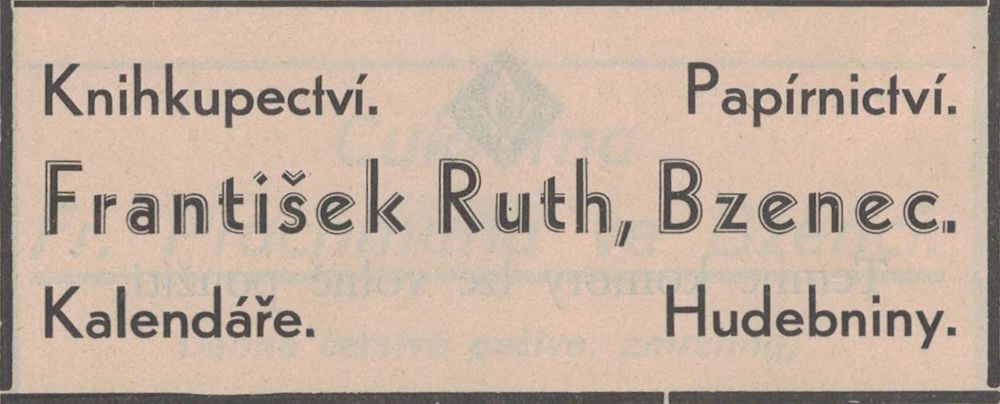 Knihkupectví. Papírnictví.
František Ruth, Bzenec.
Kalendáře. Hudebniny.